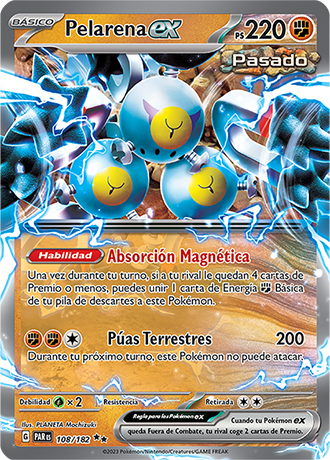 BÁSICO
Pelarena ex PS 220
Pasado
Habilidad Absorción Magnética
Una vez durante tu turno, si a tu rival le quedan 4 cartas de
Premio o menos, puedes unir 1 carta de Energía Básica
de tu pila de descartes a este Pokémon.
Púas Terrestres 200
Durante tu próximo turno, este Pokémon no puede atacar.
Debilidad × 2 Resistencia Retirada
Regla para los Pokémon ex
Cuando tu Pokémon ex
queda Fuera de Combate, tu rival coge 2 cartas de Premio.
Ilus. PLANETA Mochizuki
G PAR ES 108/182
©2023 Pokémon/Nintendo/Creatures/GAME FREAK